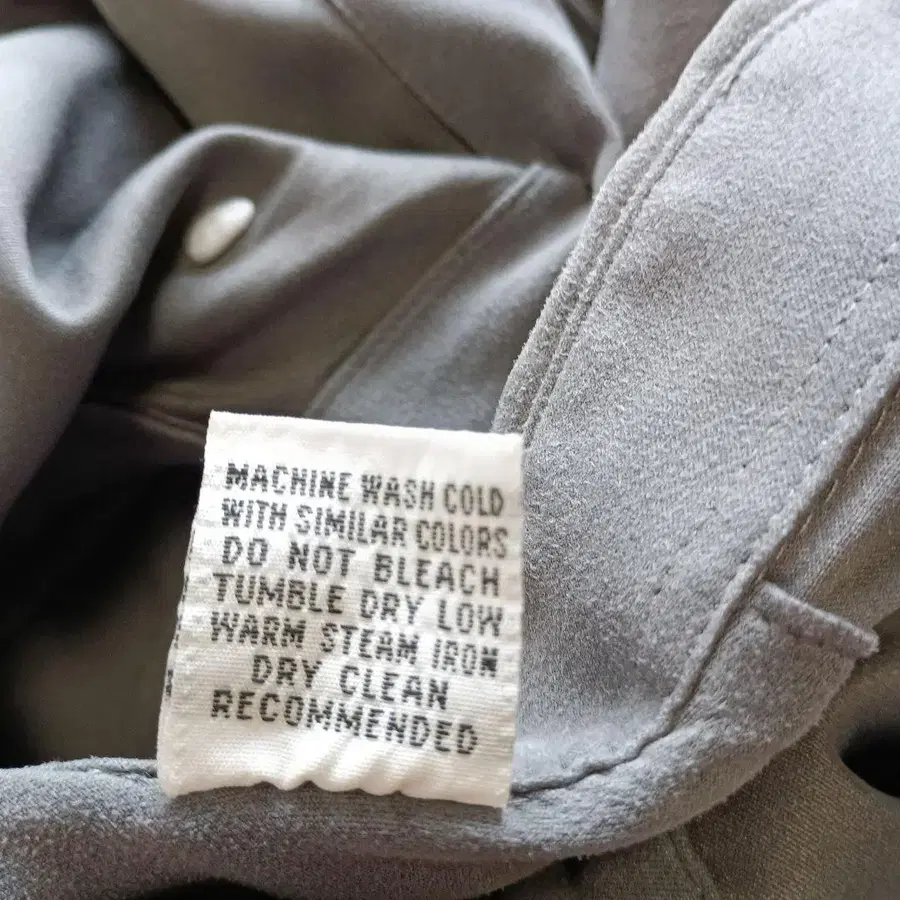 MACHINE WASH COLD
WITH SIMILAR COLORS
DO NOT BLEACH
TUMBLE DRY LOW
WARM STEAM IRON
DRY CLEAN
RECOMMENDED